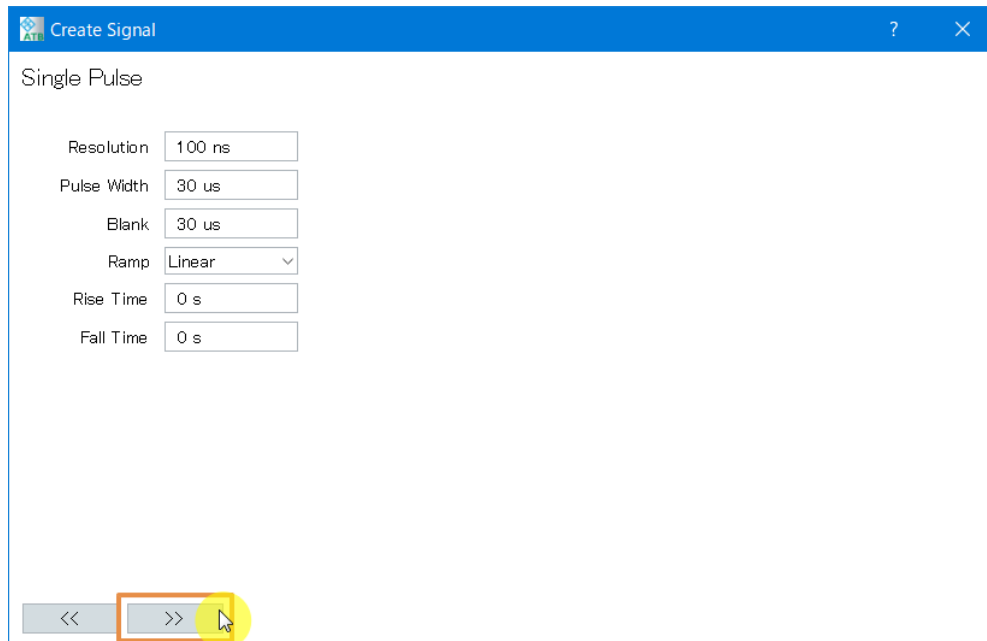 ATE Create Signal ? ×
Single Pulse
Resolution 100 ns
Pulse Width 30 us
Blank 30 us
Ramp Linear
Rise Time 0 s
Fall Time 0 s
<< >>